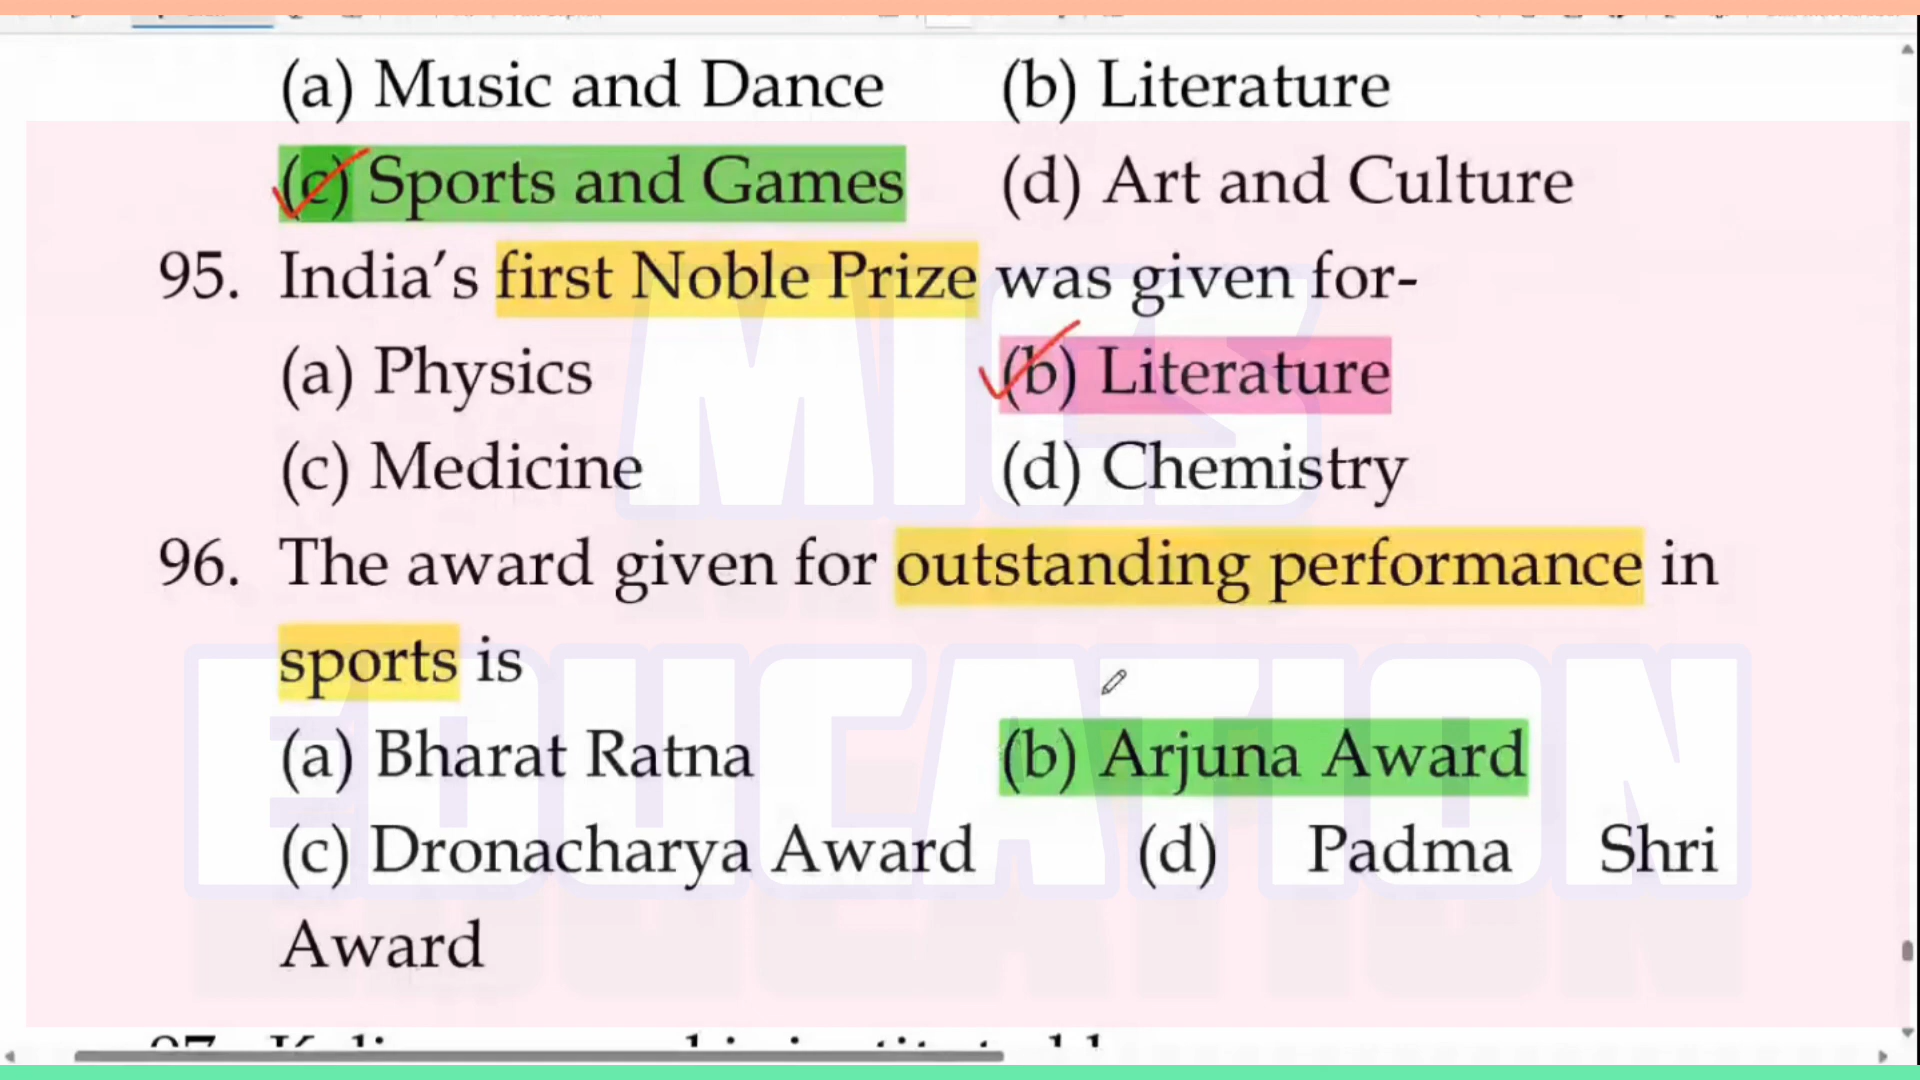 (a) Music and Dance (b) Literature
(c) Sports and Games (d) Art and Culture
95. India's first Noble Prize was given for-
(a) Physics (b) Literature
(c) Medicine (d) Chemistry
96. The award given for outstanding performance in
sports is
(a) Bharat Ratna (b) Arjuna Award
(c) Dronacharya Award (d) Padma Shri
Award
MICS
EDUCATION